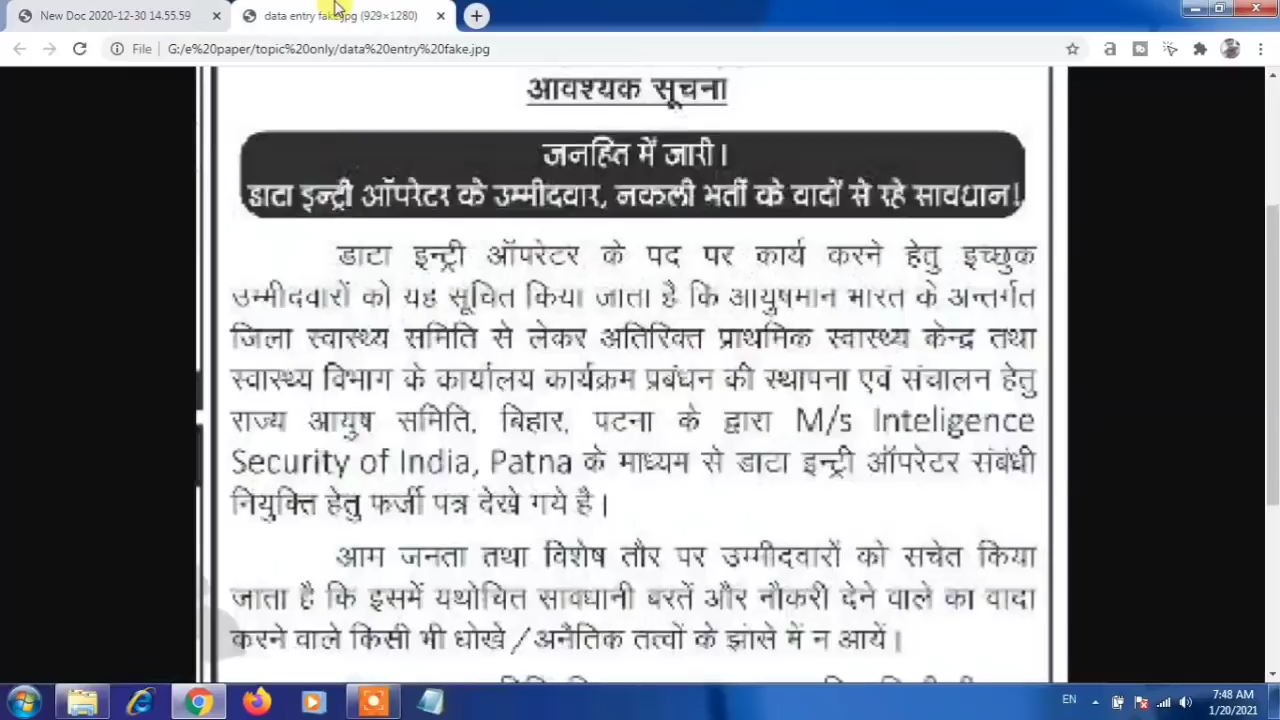 New Doc 2020-12-30 14.55.59
data entry fake.jpg (929×1280)
File
G:/e%20paper/topic%20only/data%20entry%20fake.jpg
आवश्यक सूचना
जनहित में जारी।
डाटा इन्ट्री ऑपरेटर के उम्मीदवार, नकली भर्ती के वादों से रहे सावधान!
डाटा इन्ट्री ऑपरेटर के पद पर कार्य करने हेतु इच्छुक
उम्मीदवारों को यह सूचित किया जाता है कि आयुषमान भारत के अन्तर्गत
जिला स्वास्थ्य समिति से लेकर अतिरिक्त प्राथमिक स्वास्थ्य केन्द्र तथा
स्वास्थ्य विभाग के कार्यालय कार्यक्रम प्रबंधन की स्थापना एवं संचालन हेतु
राज्य आयुष समिति, बिहार, पटना के द्वारा M/s Inteligence
Security of India, Patna के माध्यम से डाटा इन्ट्री ऑपरेटर संबंधी
नियुक्ति हेतु फर्जी पत्र देखे गये है।
आम जनता तथा विशेष तौर पर उम्मीदवारों को सचेत किया
जाता है कि इसमें यथोचित सावधानी बरतें और नौकरी देने वाले का वादा
करने वाले किसी भी धोखे/अनैतिक तत्वों के झांसे में न आयें।
EN
7:48 AM
1/20/2021